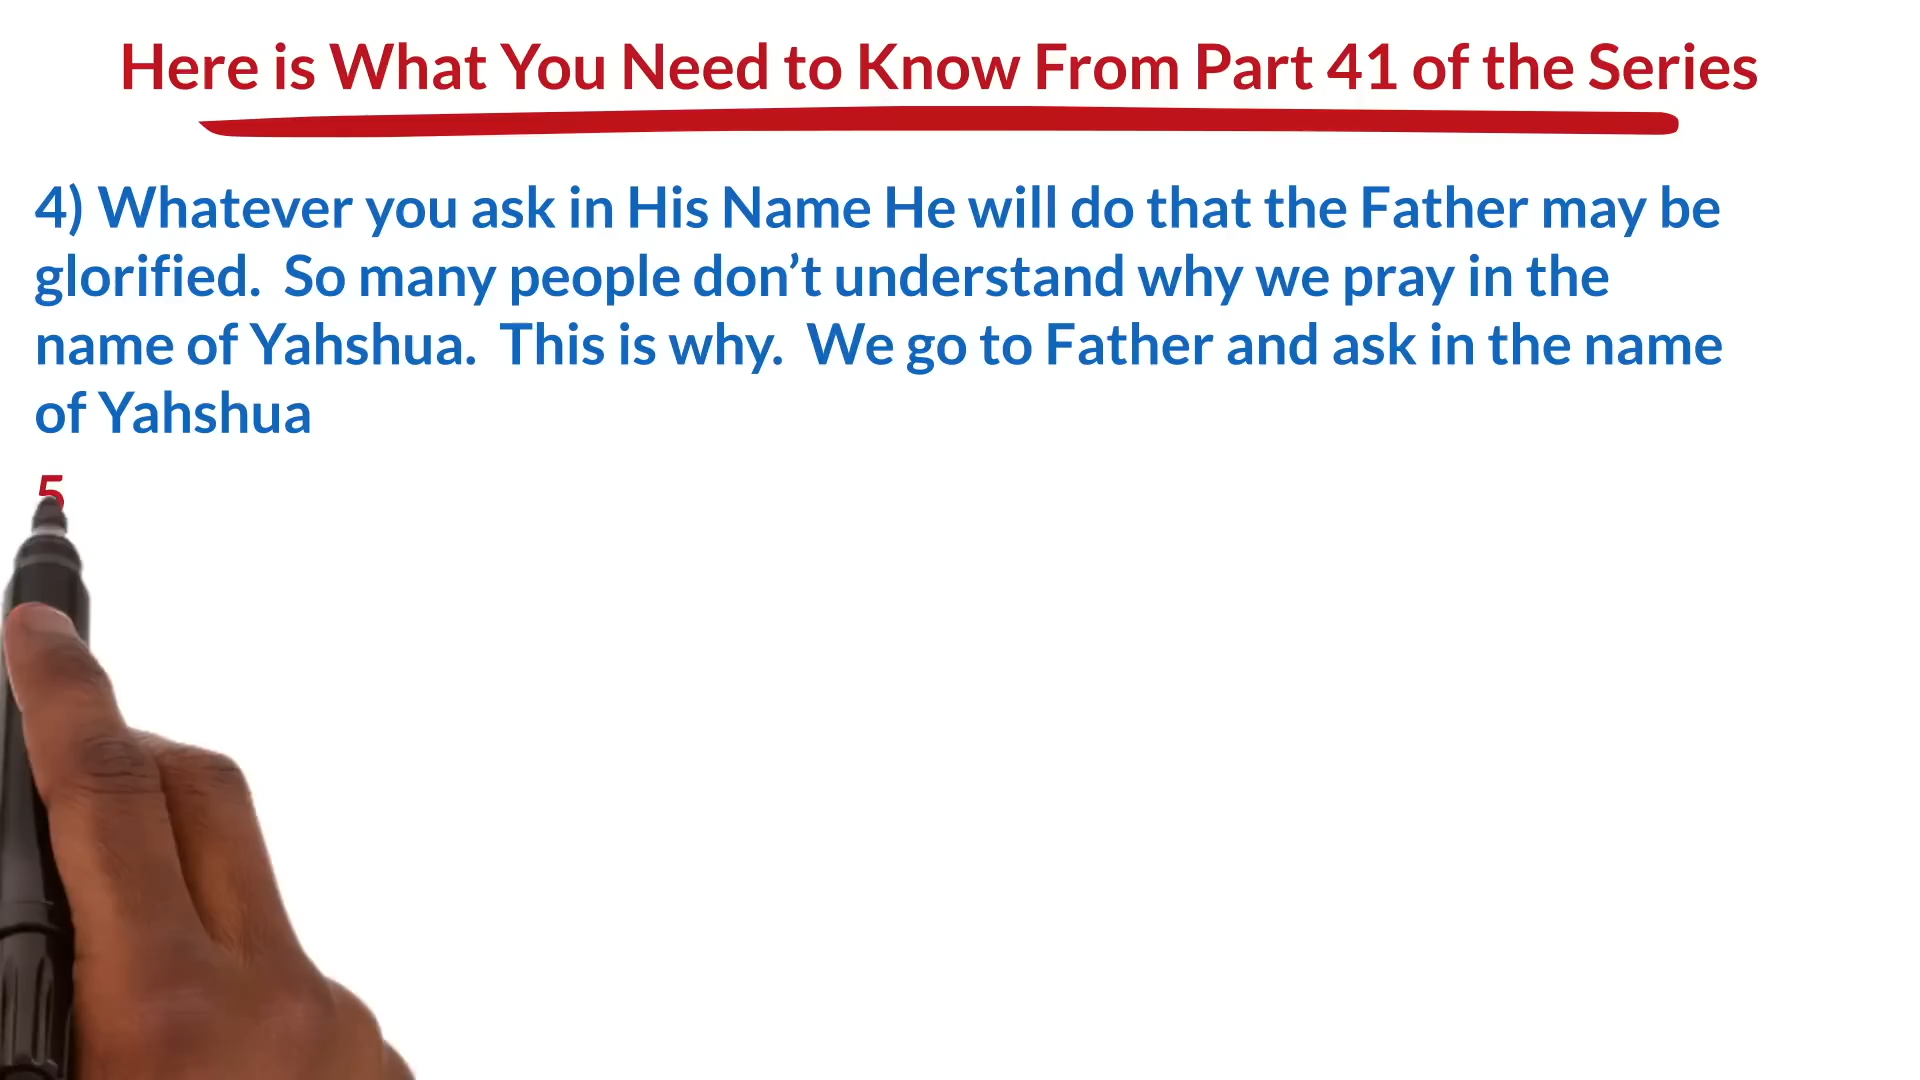 Here is What You Need to Know From Part 41 of the Series
4) Whatever you ask in His Name He will do that the Father may be
glorified.  So many people don’t understand why we pray in the
name of Yahshua.  This is why.  We go to Father and ask in the name
of Yahshua
5